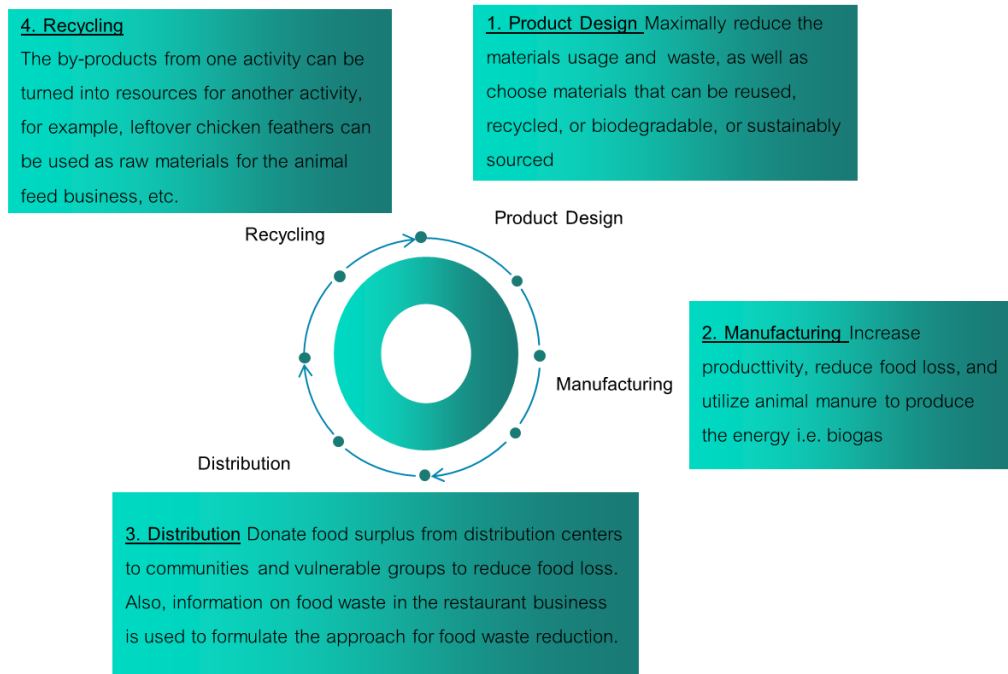 4. Recycling
The by-products from one activity can be
turned into resources for another activity,
for example, leftover chicken feathers can
be used as raw materials for the animal
feed business, etc.
1. Product Design Maximally reduce the
materials usage and waste, as well as
choose materials that can be reused,
recycled, or biodegradable, or sustainably
sourced
Recycling
Product Design
2. Manufacturing Increase
producttivity, reduce food loss, and
utilize animal manure to produce
the energy i.e. biogas
Manufacturing
Distribution
3. Distribution Donate food surplus from distribution centers
to communities and vulnerable groups to reduce food loss.
Also, information on food waste in the restaurant business
is used to formulate the approach for food waste reduction.